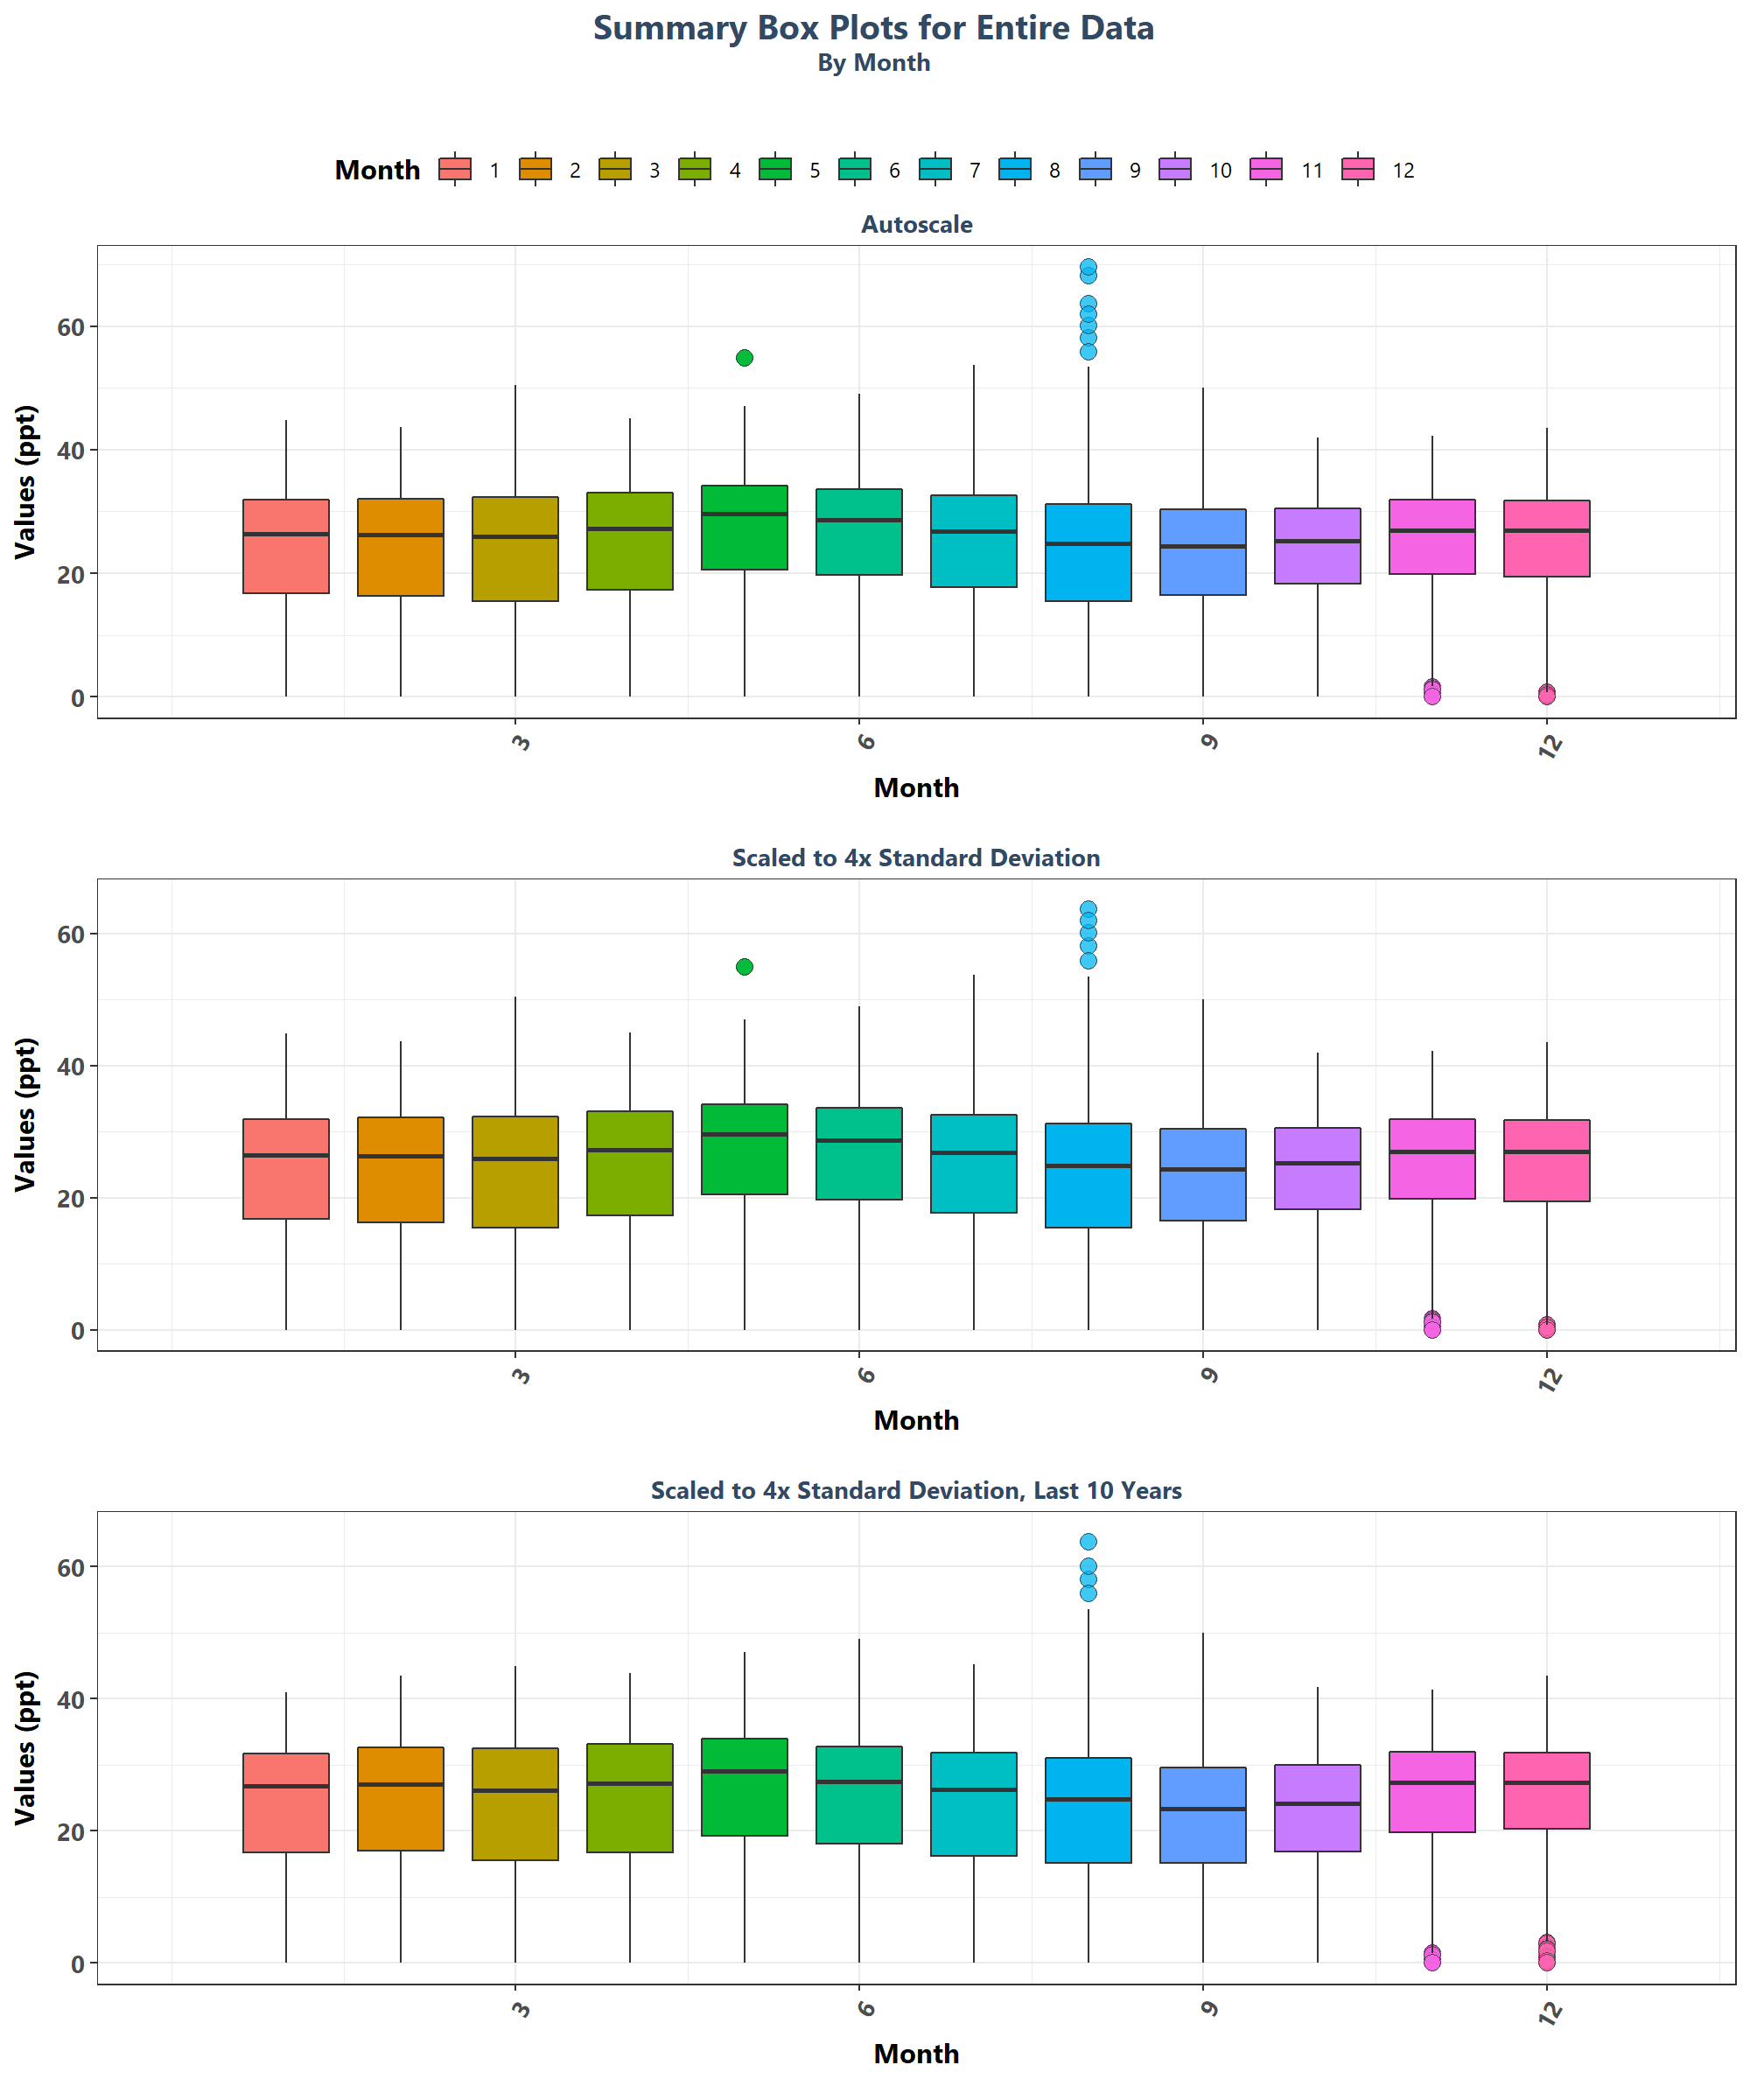 Summary Box Plots for Entire Data
By Month
Month 1 2 3 4 5 6 7 8 9 10 11 12
Autoscale
Values (ppt)
60
40
20
0
3 6 9 12
Month
Scaled to 4x Standard Deviation
Values (ppt)
60
40
20
0
3 6 9 12
Month
Scaled to 4x Standard Deviation, Last 10 Years
Values (ppt)
60
40
20
0
3 6 9 12
Month